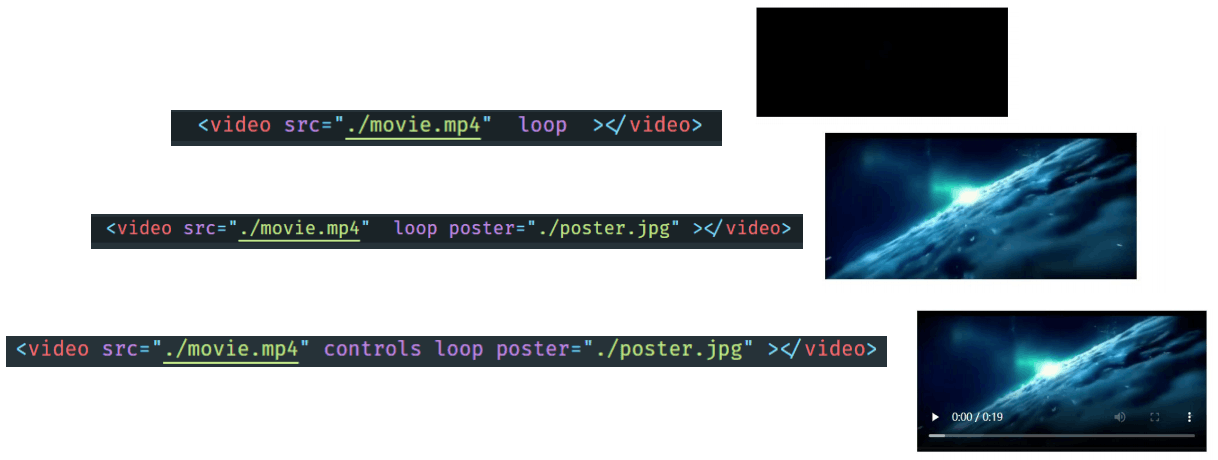 <video src="./movie.mp4"  loop  ></video>
<video src="./movie.mp4"  loop poster="./poster.jpg" ></video>
<video src="./movie.mp4" controls loop poster="./poster.jpg" ></video>
0:00 / 0:19